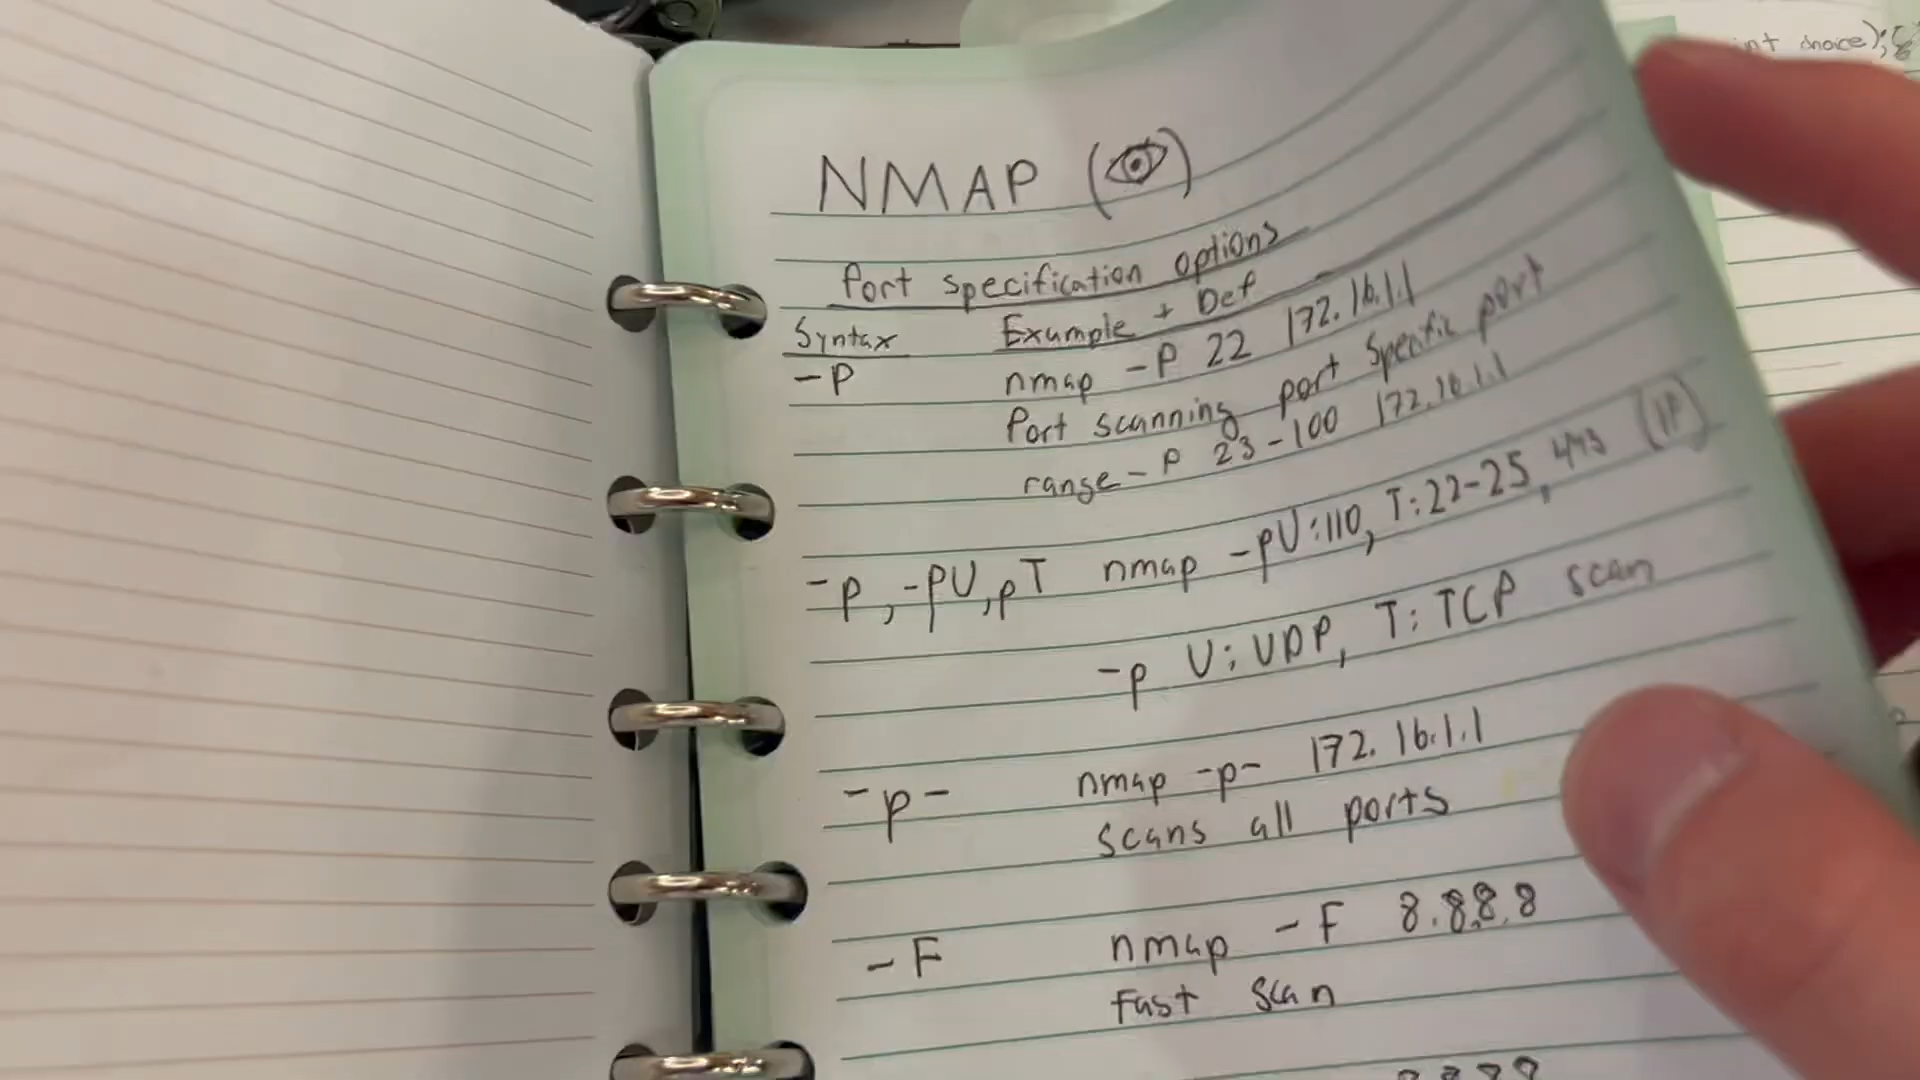 int choice);{
NMAP (👁)
Port specification options
Syntax Example + Def
-P nmap -P 22 172.16.1.1
Port scanning port specific port
range - P 23-100 172.16.1.1
-p, -pU, pT nmap -pU:110, T:22-25, 443 (IP)
-p U: UDP, T: TCP scan
-p- nmap -p- 172.16.1.1
scans all ports
-F nmap -F 8.8.8.8
Fast scan